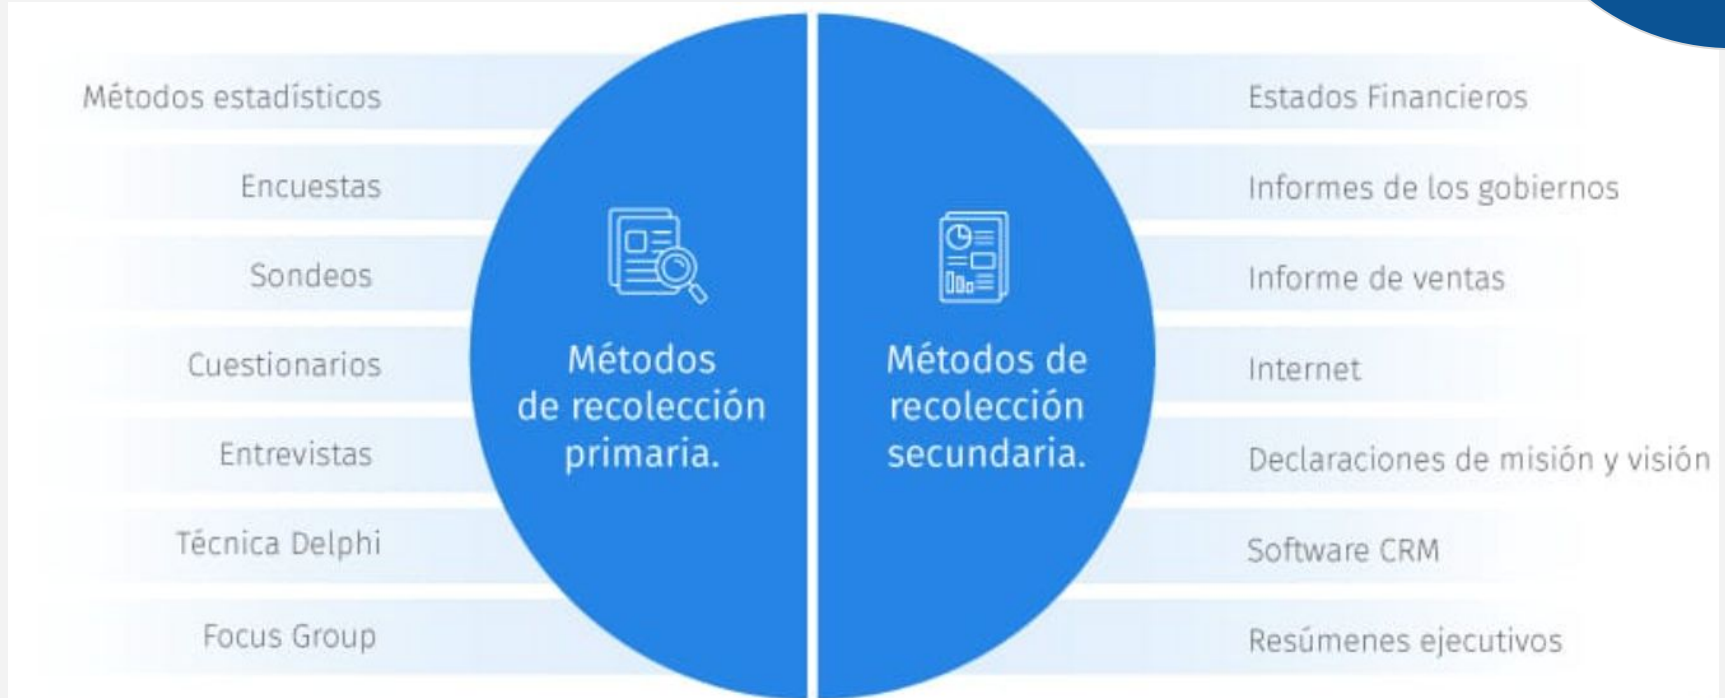 Métodos estadísticos
Encuestas
Sondeos
Cuestionarios
Entrevistas
Técnica Delphi
Focus Group
Métodos
de recolección
primaria.
Métodos de
recolección
secundaria.
Estados Financieros
Informes de los gobiernos
Informe de ventas
Internet
Declaraciones de misión y visión
Software CRM
Resúmenes ejecutivos